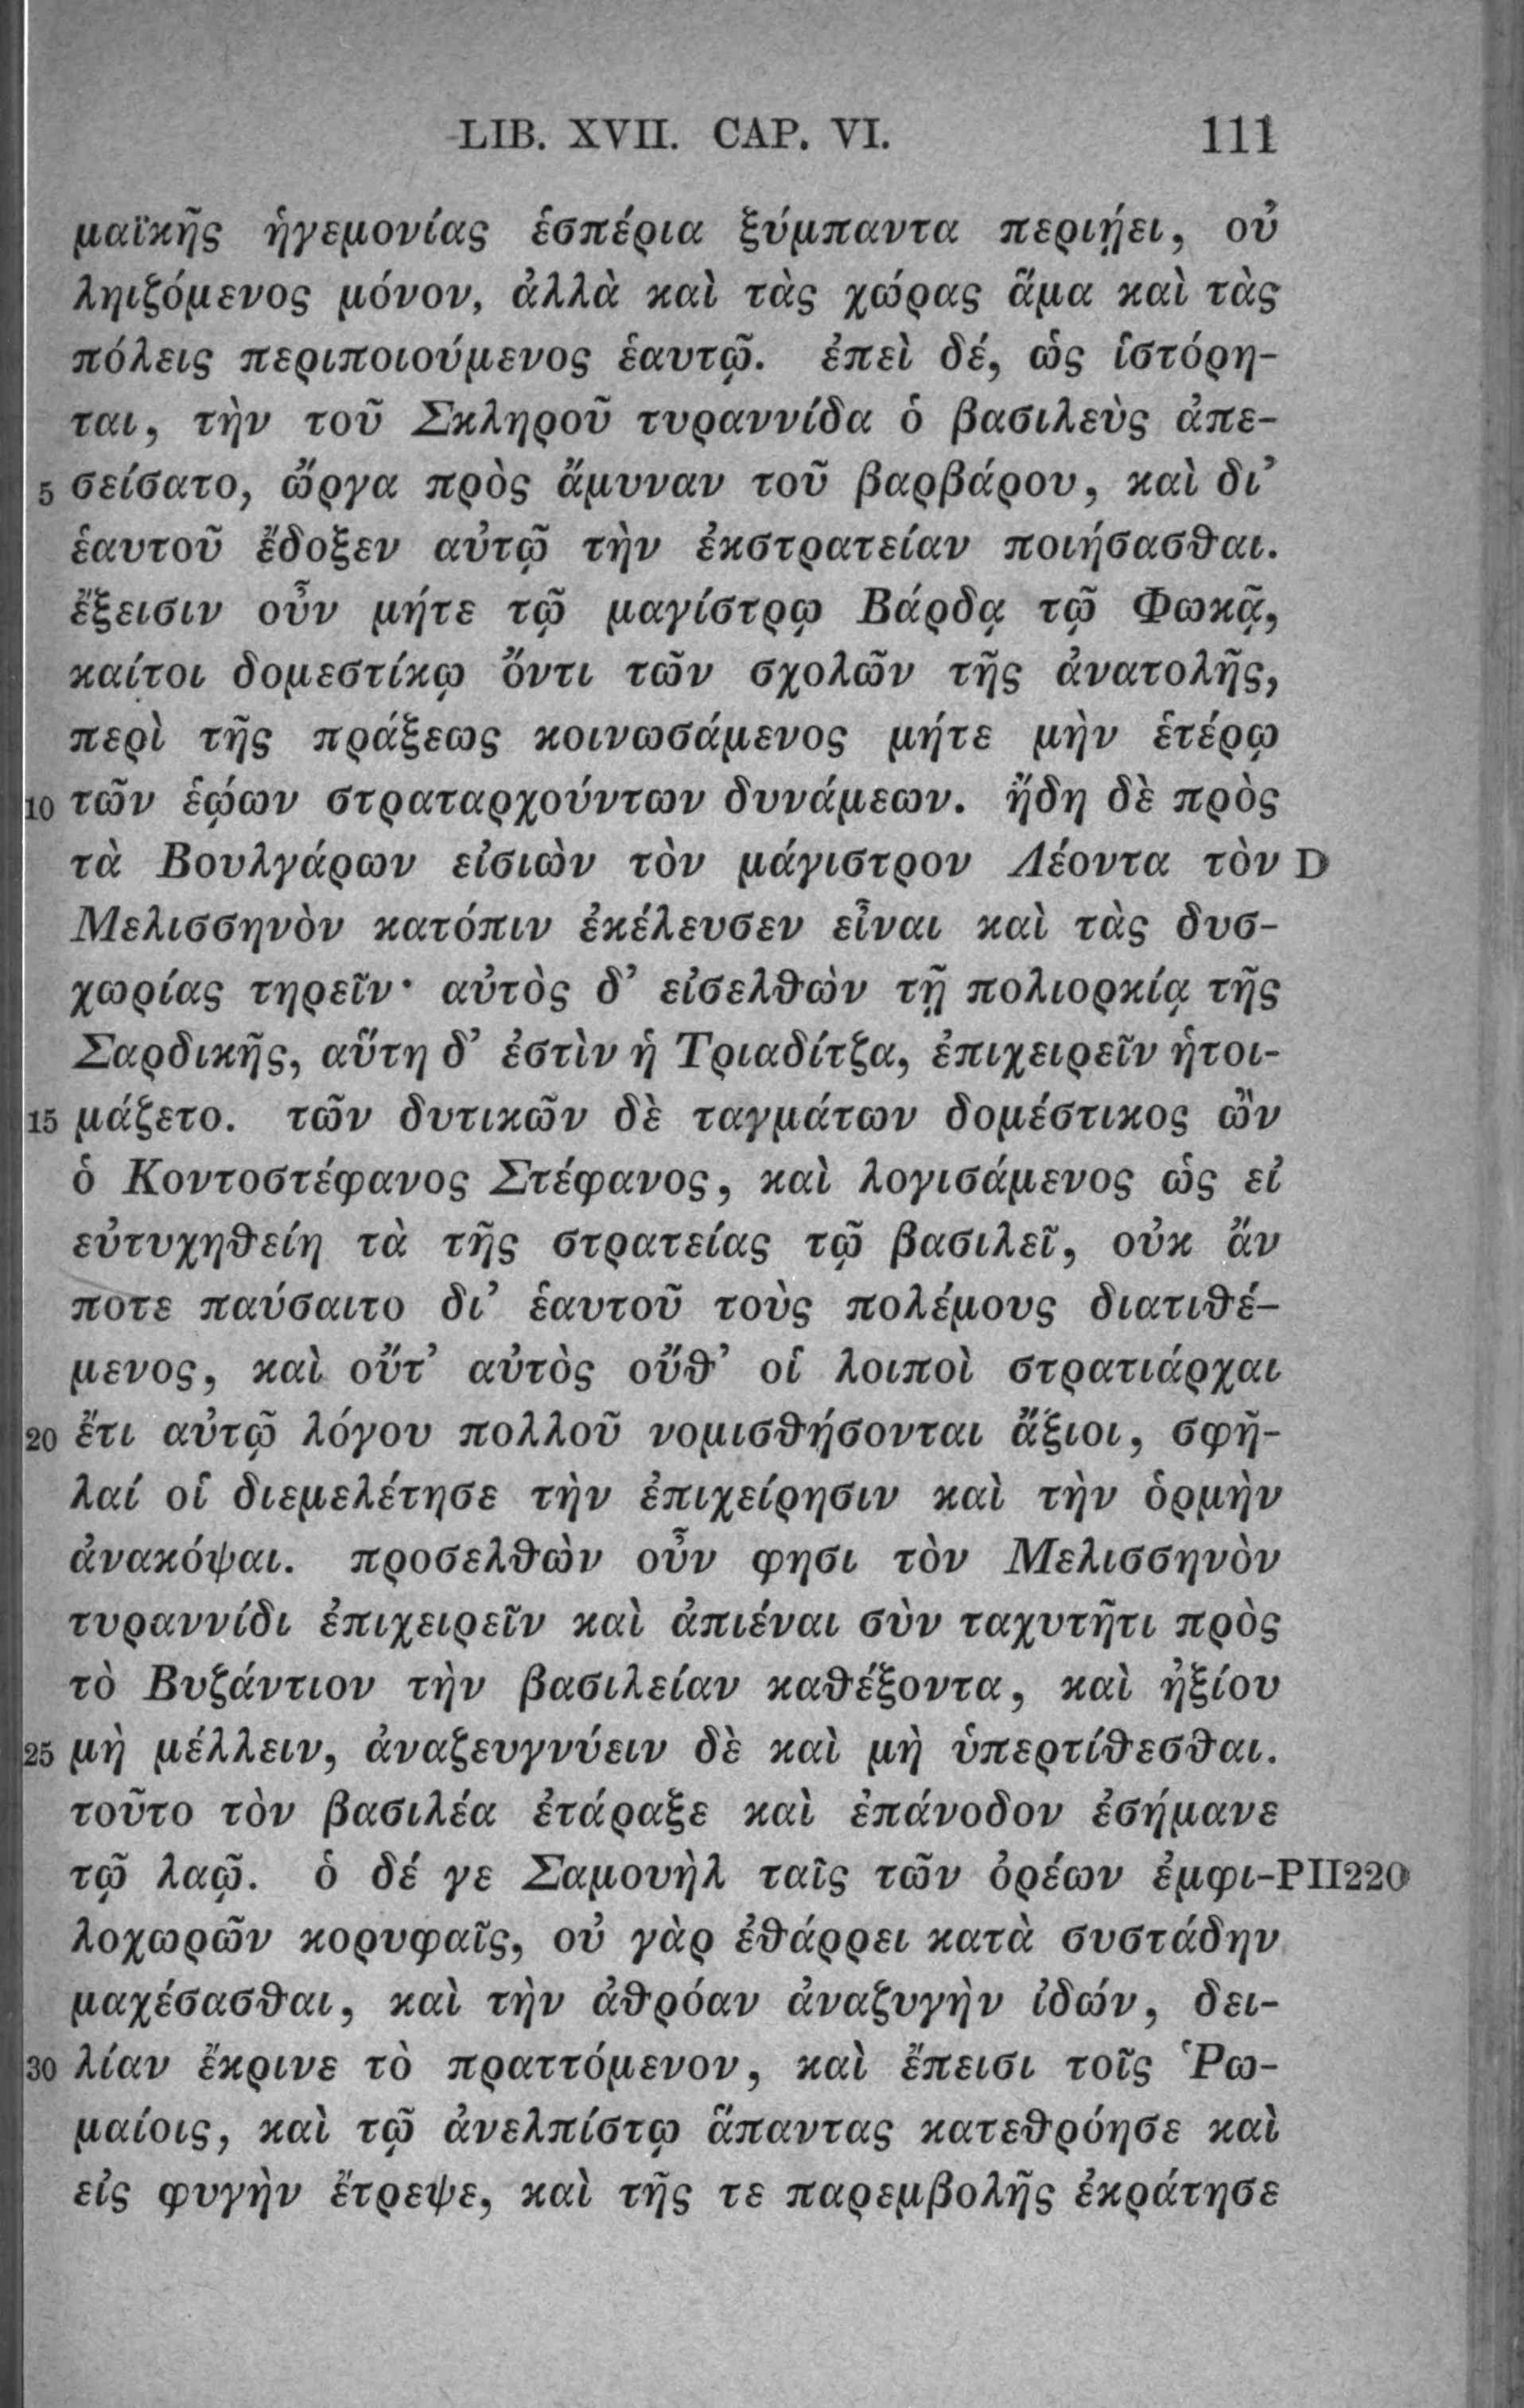 LIB. XVII. CAP. VI. 111
μαϊκῆς ἡγεμονίας ἑσπέρια ξύμπαντα περιῄει, οὐ
ληιζόμενος μόνον, ἀλλὰ καὶ τὰς χώρας ἅμα καὶ τὰς
πόλεις περιποιούμενος ἑαυτῷ. ἐπεὶ δέ, ὡς ἱστόρη-
ται, τὴν τοῦ Σκληροῦ τυραννίδα ὁ βασιλεὺς ἀπε-
5 σείσατο, ὥργα πρὸς ἄμυναν τοῦ βαρβάρου, καὶ δι’
ἑαυτοῦ ἔδοξεν αὐτῷ τὴν ἐκστρατείαν ποιήσασθαι.
ἔξεισιν οὖν μήτε τῷ μαγίστρῳ Βάρδᾳ τῷ Φωκᾷ,
καίτοι δομεστίκῳ ὄντι τῶν σχολῶν τῆς ἀνατολῆς,
περὶ τῆς πράξεως κοινωσάμενος μήτε μὴν ἑτέρῳ
10 τῶν ἑῴων στραταρχούντων δυνάμεων. ἤδη δὲ πρὸς
τὰ Βουλγάρων εἰσιὼν τὸν μάγιστρον Λέοντα τὸν D
Μελισσηνὸν κατόπιν ἐκέλευσεν εἶναι καὶ τὰς δυσ-
χωρίας τηρεῖν· αὐτὸς δ’ εἰσελθὼν τῇ πολιορκίᾳ τῆς
Σαρδικῆς, αὕτη δ’ ἐστὶν ἡ Τριαδίτζα, ἐπιχειρεῖν ἡτοι-
15 μάζετο. τῶν δυτικῶν δὲ ταγμάτων δομέστικος ὢν
ὁ Κοντοστέφανος Στέφανος, καὶ λογισάμενος ὡς εἰ
εὐτυχηθείη τὰ τῆς στρατείας τῷ βασιλεῖ, οὐκ ἄν
ποτε παύσαιτο δι’ ἑαυτοῦ τοὺς πολέμους διατιθέ-
μενος, καὶ οὔτ’ αὐτὸς οὔθ’ οἱ λοιποὶ στρατιάρχαι
20 ἔτι αὐτῷ λόγου πολλοῦ νομισθήσονται ἄξιοι, σφῆ-
λαί οἱ διεμελέτησε τὴν ἐπιχείρησιν καὶ τὴν ὁρμὴν
ἀνακόψαι. προσελθὼν οὖν φησι τὸν Μελισσηνὸν
τυραννίδι ἐπιχειρεῖν καὶ ἀπιέναι σὺν ταχυτῆτι πρὸς
τὸ Βυζάντιον τὴν βασιλείαν καθέξοντα, καὶ ἠξίου
25 μὴ μέλλειν, ἀναζευγνύειν δὲ καὶ μὴ ὑπερτίθεσθαι.
τοῦτο τὸν βασιλέα ἐτάραξε καὶ ἐπάνοδον ἐσήμανε
τῷ λαῷ. ὁ δέ γε Σαμουὴλ ταῖς τῶν ὀρέων ἐμφι- PII220
λοχωρῶν κορυφαῖς, οὐ γὰρ ἐθάρρει κατὰ συστάδην
μαχέσασθαι, καὶ τὴν ἀθρόαν ἀναζυγὴν ἰδών, δει-
30 λίαν ἔκρινε τὸ πραττόμενον, καὶ ἔπεισι τοῖς Ῥω-
μαίοις, καὶ τῷ ἀνελπίστῳ ἅπαντας κατεθρόησε καὶ
εἰς φυγὴν ἔτρεψε, καὶ τῆς τε παρεμβολῆς ἐκράτησε